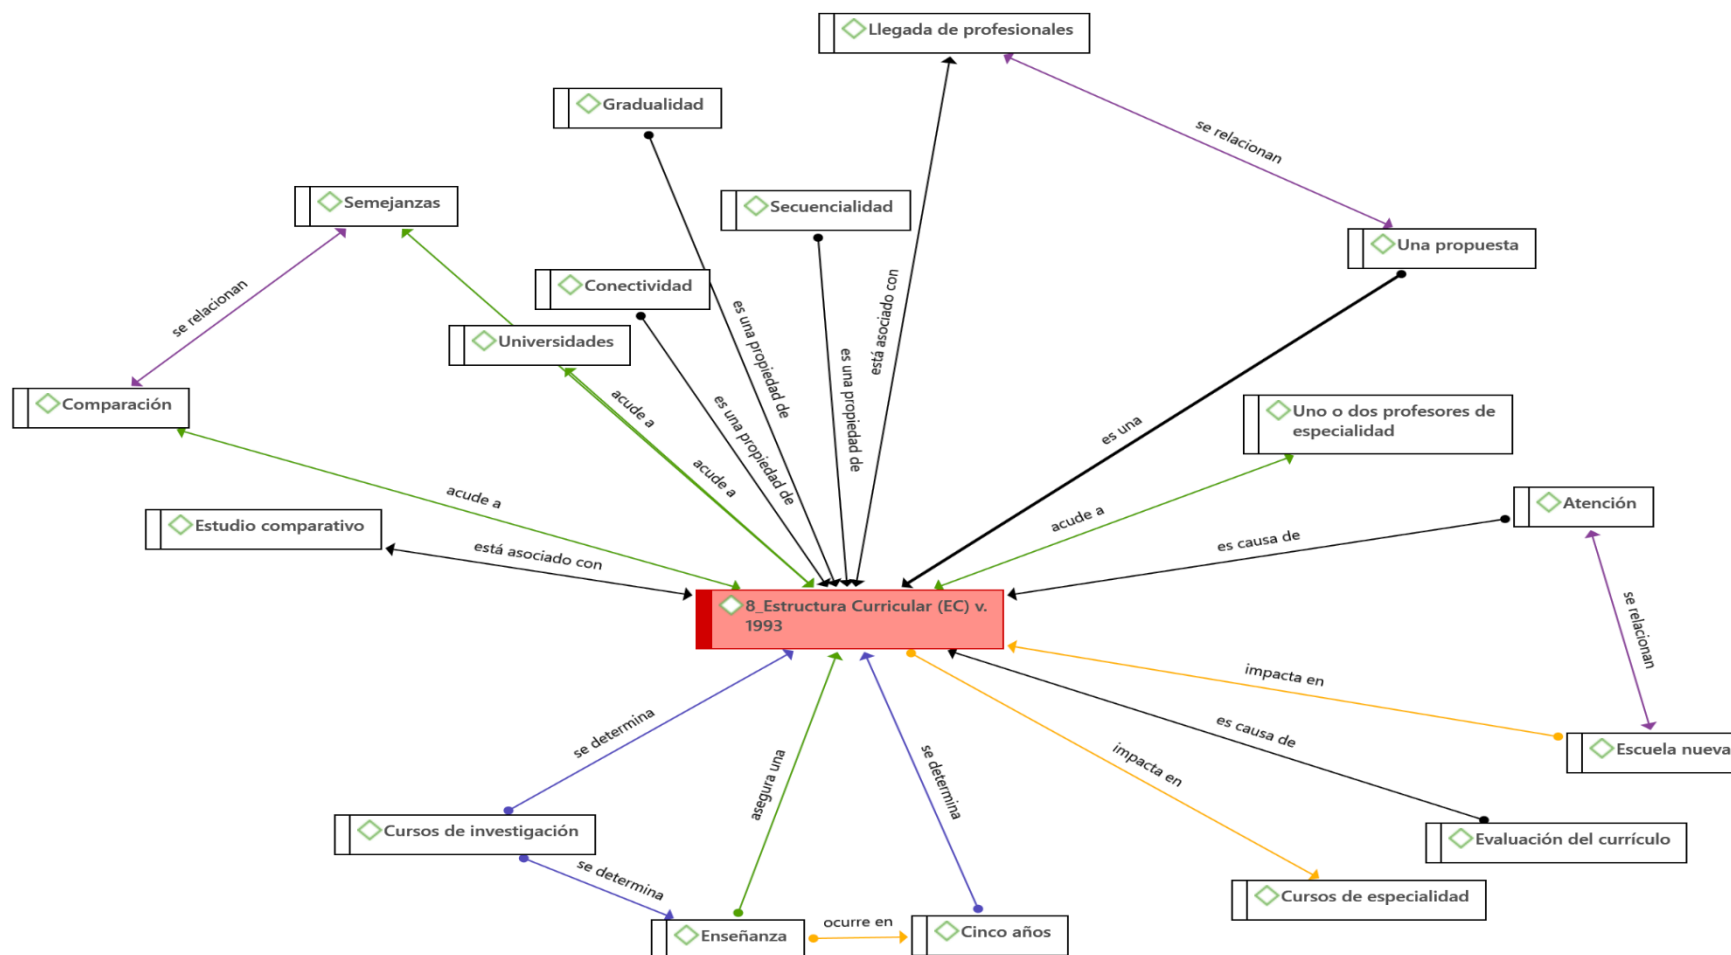 Llegada de profesionales
Gradualidad
se relacionan
Semejanzas
Secuencialidad
Una propuesta
Conectividad
se relacionan
Universidades
es una propiedad de
está asociado con
Comparación
acude a
es una propiedad de
es una propiedad de
es una
Uno o dos profesores de
especialidad
acude a
acude a
Estudio comparativo
acude a
Atención
está asociado con
es causa de
8_Estructura Curricular (EC) v.
1993
se relacionan
impacta en
se determina
es causa de
Escuela nueva
asegura una
se determina
impacta en
Cursos de investigación
Evaluación del currículo
se determina
Cursos de especialidad
Enseñanza
ocurre en
Cinco años